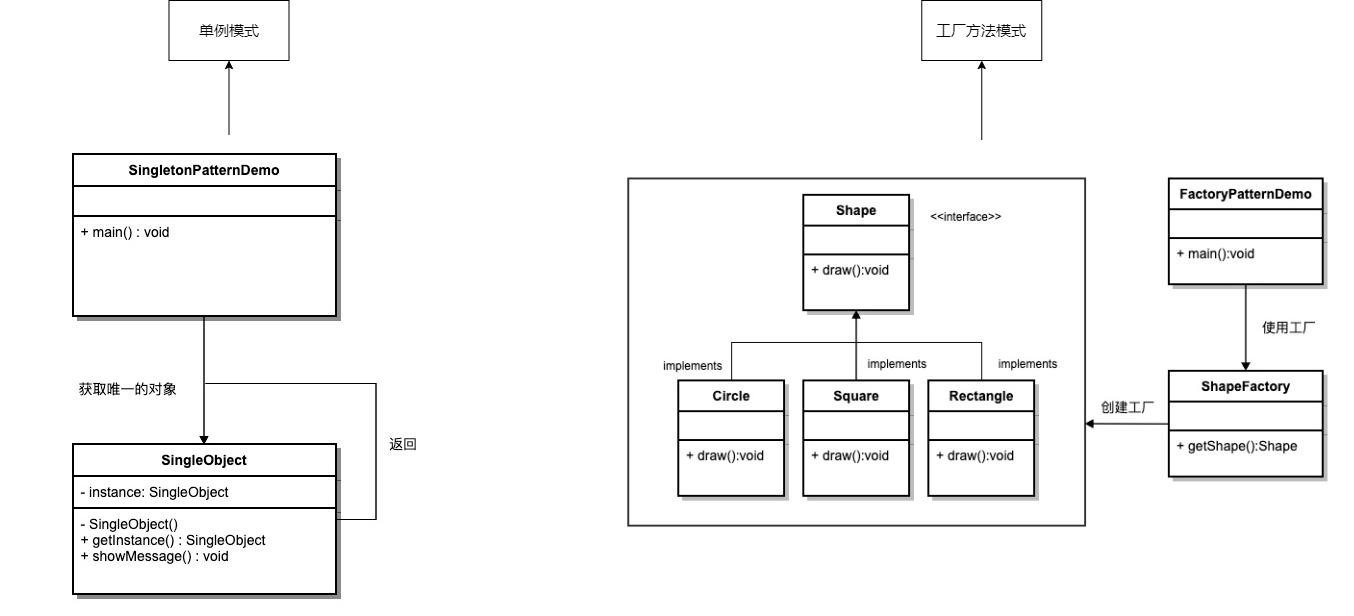 单例模式
SingletonPatternDemo
+ main() : void
获取唯一的对象
返回
SingleObject
- instance: SingleObject
- SingleObject()
+ getInstance() : SingleObject
+ showMessage() : void
工厂方法模式
Shape
<<interface>>
+ draw():void
implements
implements
implements
Circle
+ draw():void
Square
+ draw():void
Rectangle
+ draw():void
FactoryPatternDemo
+ main():void
使用工厂
创建工厂
ShapeFactory
+ getShape():Shape